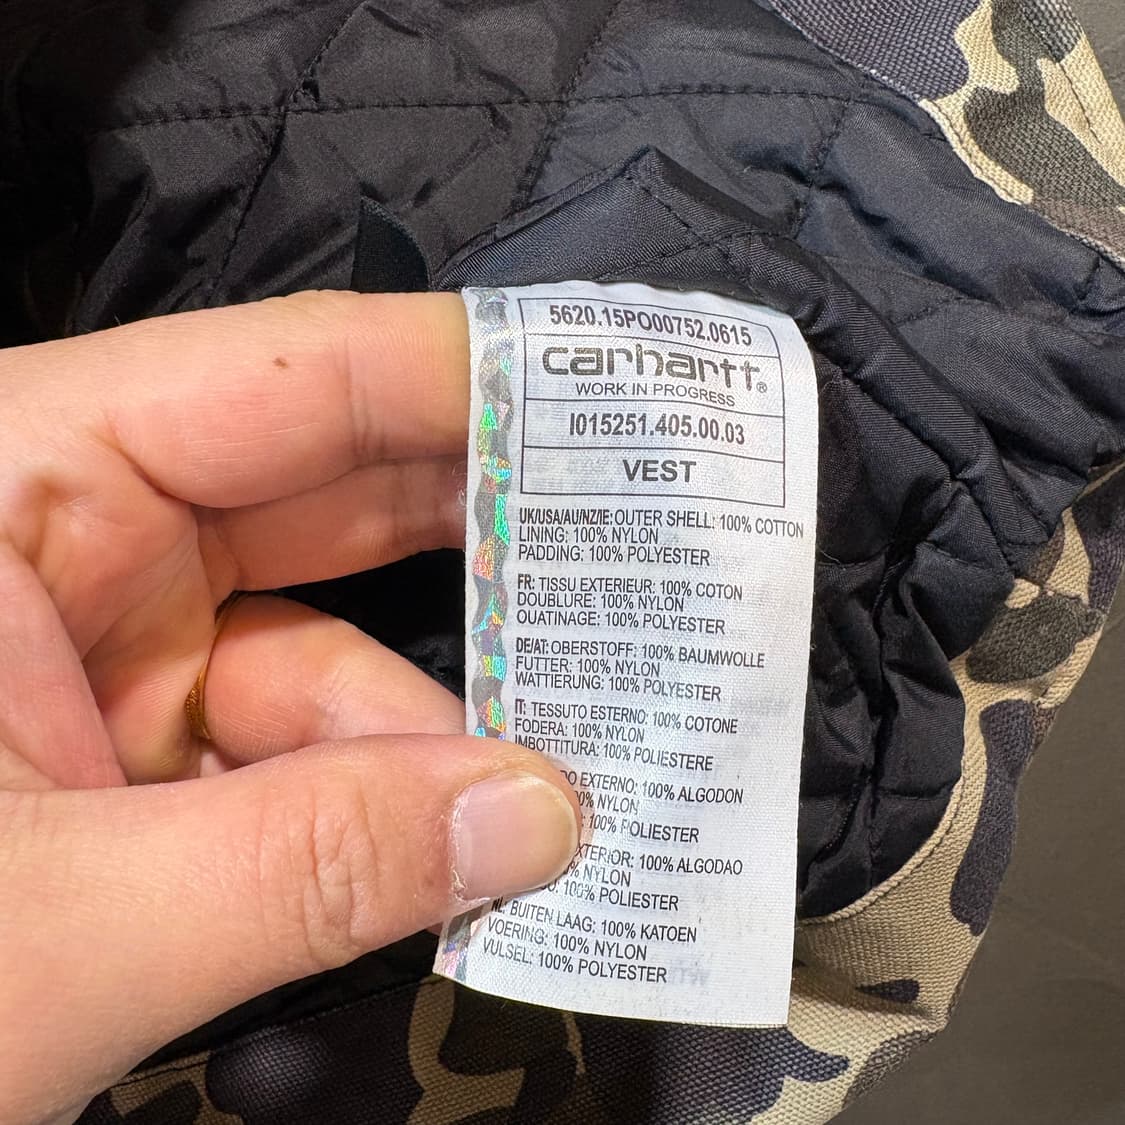 5620.15PO00752.0615
carhartt®
WORK IN PROGRESS
I015251.405.00.03
VEST
UK/USA/AU/NZ/IE: OUTER SHELL: 100% COTTON
LINING: 100% NYLON
PADDING: 100% POLYESTER
FR: TISSU EXTERIEUR: 100% COTON
DOUBLURE: 100% NYLON
OUATINAGE: 100% POLYESTER
DE/AT: OBERSTOFF: 100% BAUMWOLLE
FUTTER: 100% NYLON
WATTIERUNG: 100% POLYESTER
IT: TESSUTO ESTERNO: 100% COTONE
FODERA: 100% NYLON
IMBOTTITURA: 100% POLIESTERE
EXTERNO: 100% ALGODON
NYLON
100% POLIESTER
100% ALGODAO
NYLON
100% POLIESTER
NL: BUITEN LAAG: 100% KATOEN
VOERING: 100% NYLON
VULSEL: 100% POLYESTER